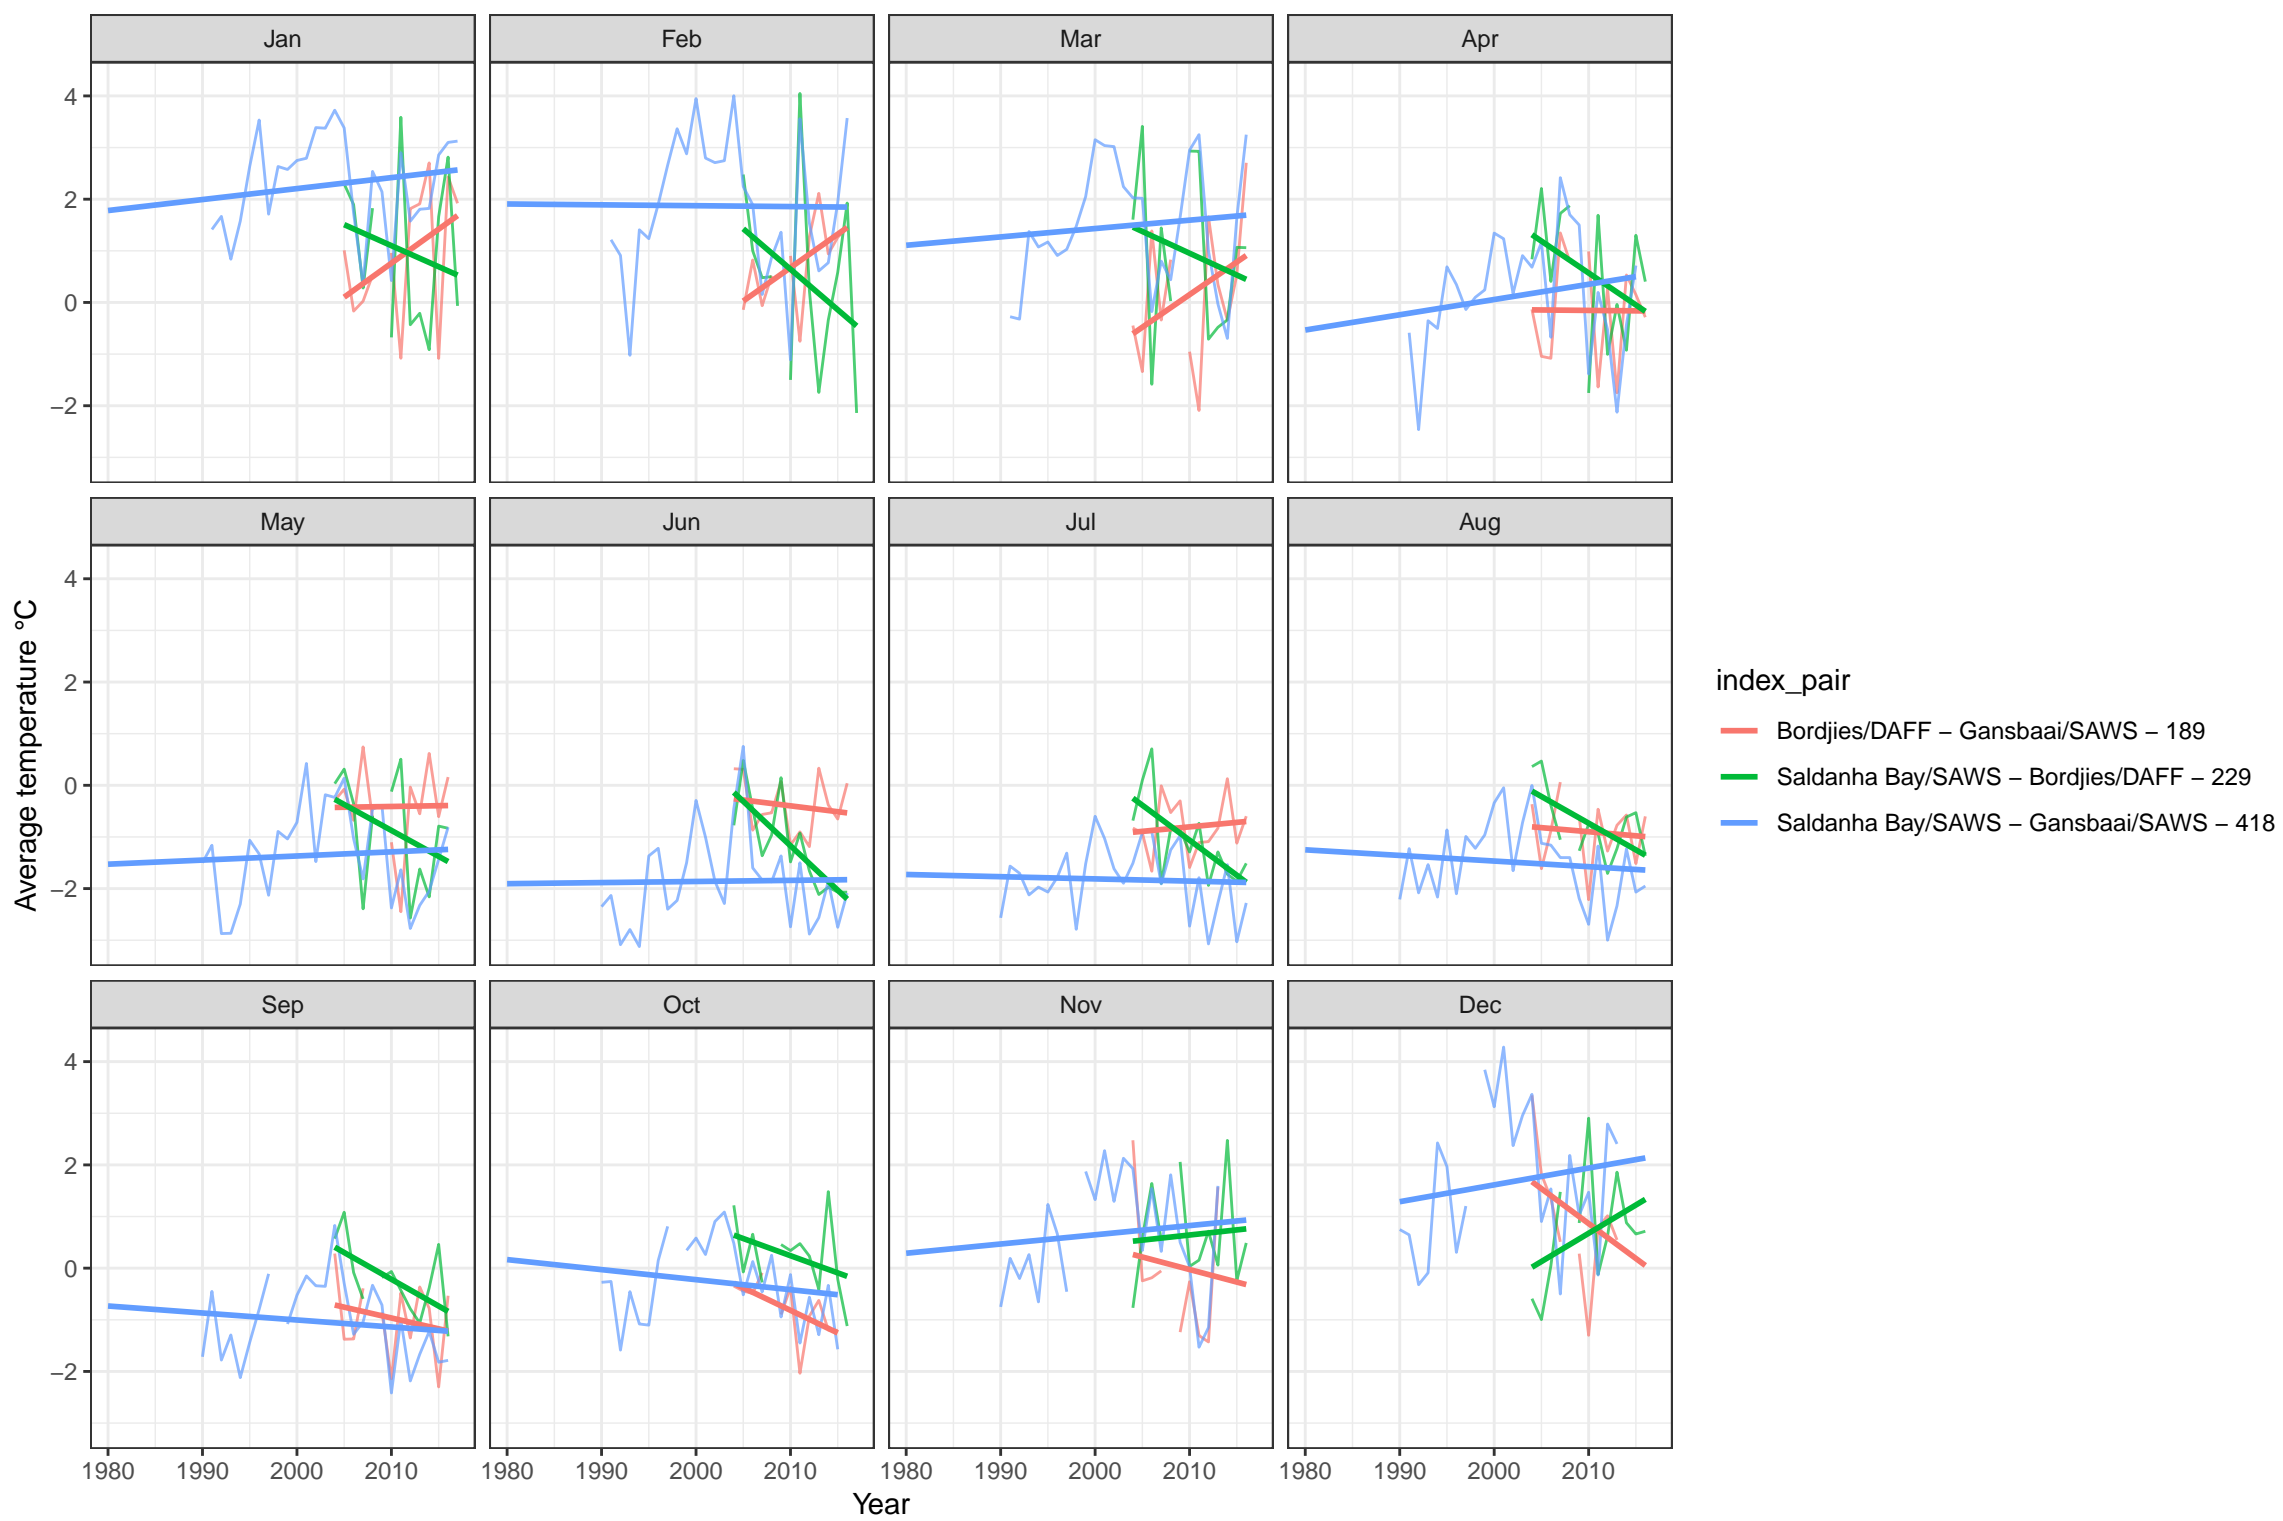 Jan Feb Mar Apr
4
2
0
−2
May Jun Jul Aug
4
2
0
−2
Sep Oct Nov Dec
4
2
0
−2
1980 1990 2000 2010 1980 1990 2000 2010 1980 1990 2000 2010 1980 1990 2000 2010
Year
Average temperature °C
index_pair
Bordjies/DAFF − Gansbaai/SAWS − 189
Saldanha Bay/SAWS − Bordjies/DAFF − 229
Saldanha Bay/SAWS − Gansbaai/SAWS − 418